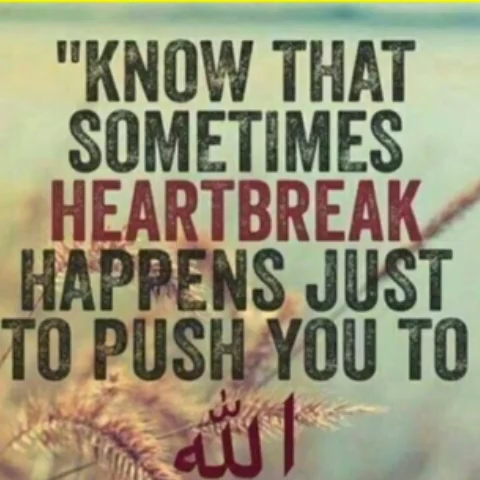 "KNOW THAT
SOMETIMES
HEARTBREAK
HAPPENS JUST
TO PUSH YOU TO
الله